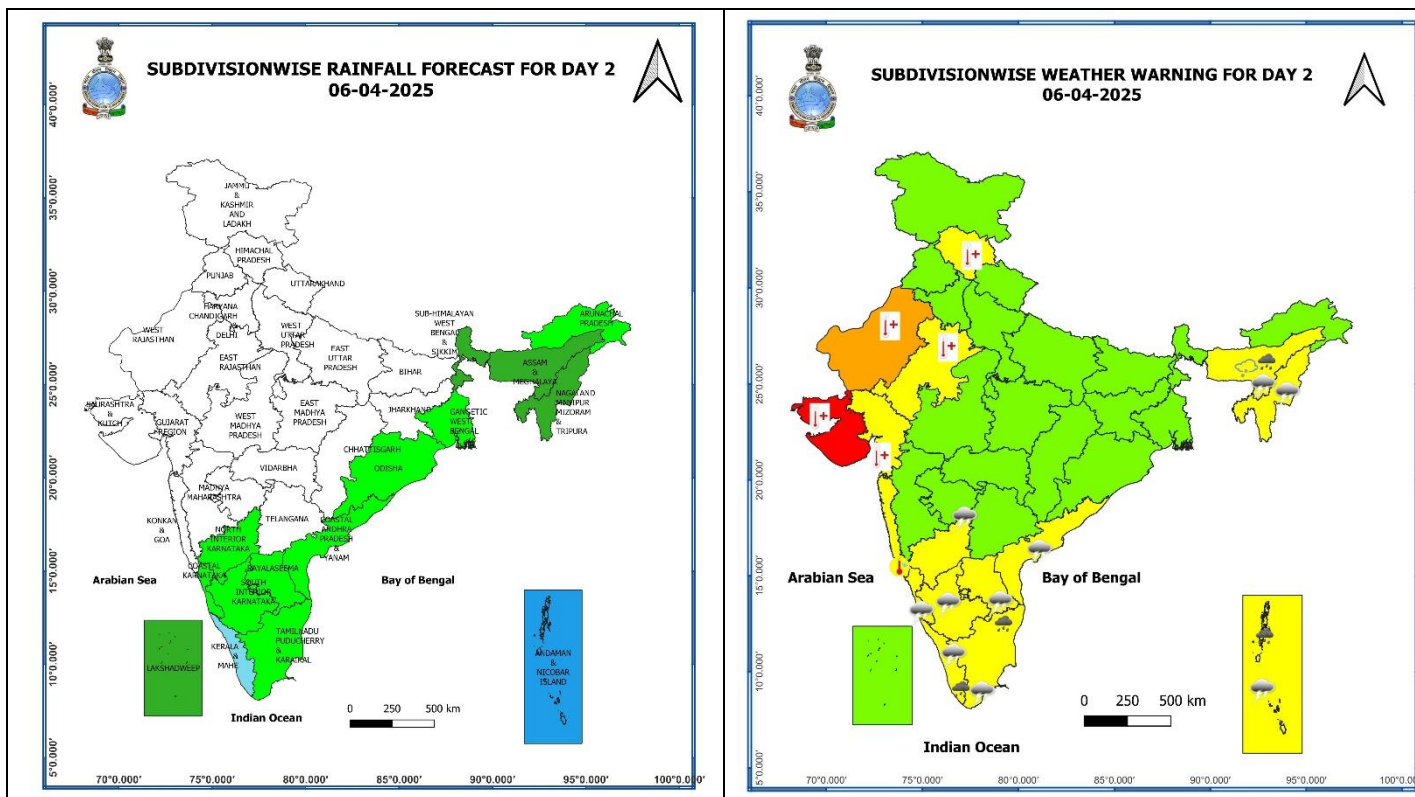 SUBDIVISIONWISE RAINFALL FORECAST FOR DAY 2
06-04-2025
40°0.000'
35°0.000'
30°0.000'
25°0.000'
20°0.000'
15°0.000'
10°0.000'
5°0.000'
JAMMU
&
KASHMIR
AND
LADAKH
HIMACHAL
PRADESH
PUNJAB
UTTARAKHAND
HARYANA
CHANDIGARH
&
DELHI
WEST
RAJASTHAN
WEST
UTTAR
PRADESH
SUB-HIMALAYAN
WEST
BENGAL
&
SIKKIM
ARUNACHAL
PRADESH
EAST
RAJASTHAN
EAST
UTTAR
PRADESH
BIHAR
ASSAM
&
MEGHALAYA
NAGALAND
MANIPUR
MIZORAM
&
TRIPURA
SAURASHTRA
&
KUTCH
GUJARAT
REGION
WEST
MADHYA
PRADESH
EAST
MADHYA
PRADESH
JHARKHAND
GANGETIC
WEST
BENGAL
CHHATTISGARH
ODISHA
VIDARBHA
MADHYA
MAHARASHTRA
KONKAN
&
GOA
TELANGANA
COASTAL
ANDHRA
PRADESH
&
YANAM
NORTH
INTERIOR
KARNATAKA
COASTAL
KARNATAKA
RAYALASEEMA
SOUTH
INTERIOR
KARNATAKA
Arabian Sea
Bay of Bengal
TAMILNADU
PUDUCHERRY
&
KARAIKAL
KERALA
&
MAHE
LAKSHADWEEP
ANDAMAN
&
NICOBAR
ISLAND
Indian Ocean
0 250 500 km
70°0.000' 75°0.000' 80°0.000' 85°0.000' 90°0.000' 95°0.000' 100°0.000'
SUBDIVISIONWISE WEATHER WARNING FOR DAY 2
06-04-2025
40°0.000'
35°0.000'
30°0.000'
25°0.000'
20°0.000'
15°0.000'
10°0.000'
5°0.000'
Arabian Sea
Bay of Bengal
Indian Ocean
0 250 500 km
70°0.000' 75°0.000' 80°0.000' 85°0.000' 90°0.000' 95°0.000' 100°0.0